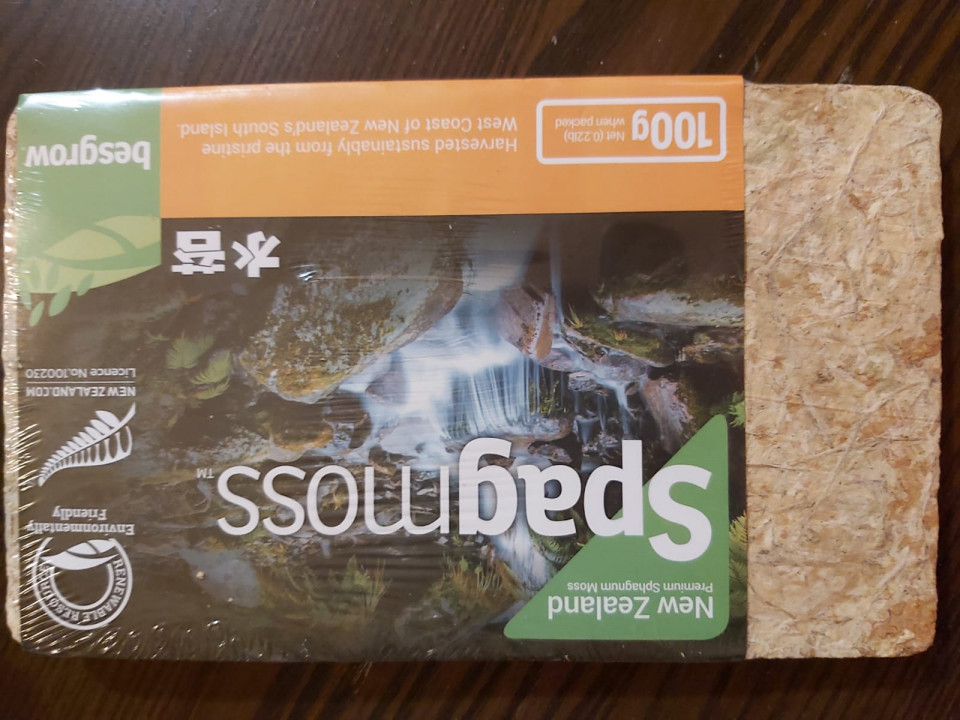 New Zealand
Premium Sphagnum Moss
Spagmoss™
RENEWABLE RESOURCE
Environmentally
Friendly
NEW ZEALAND.COM
Licence No.100230
水苔
100g
Net (0.22lb)
when packed
Harvested sustainably from the pristine
West Coast of New Zealand's South Island.
besgrow™